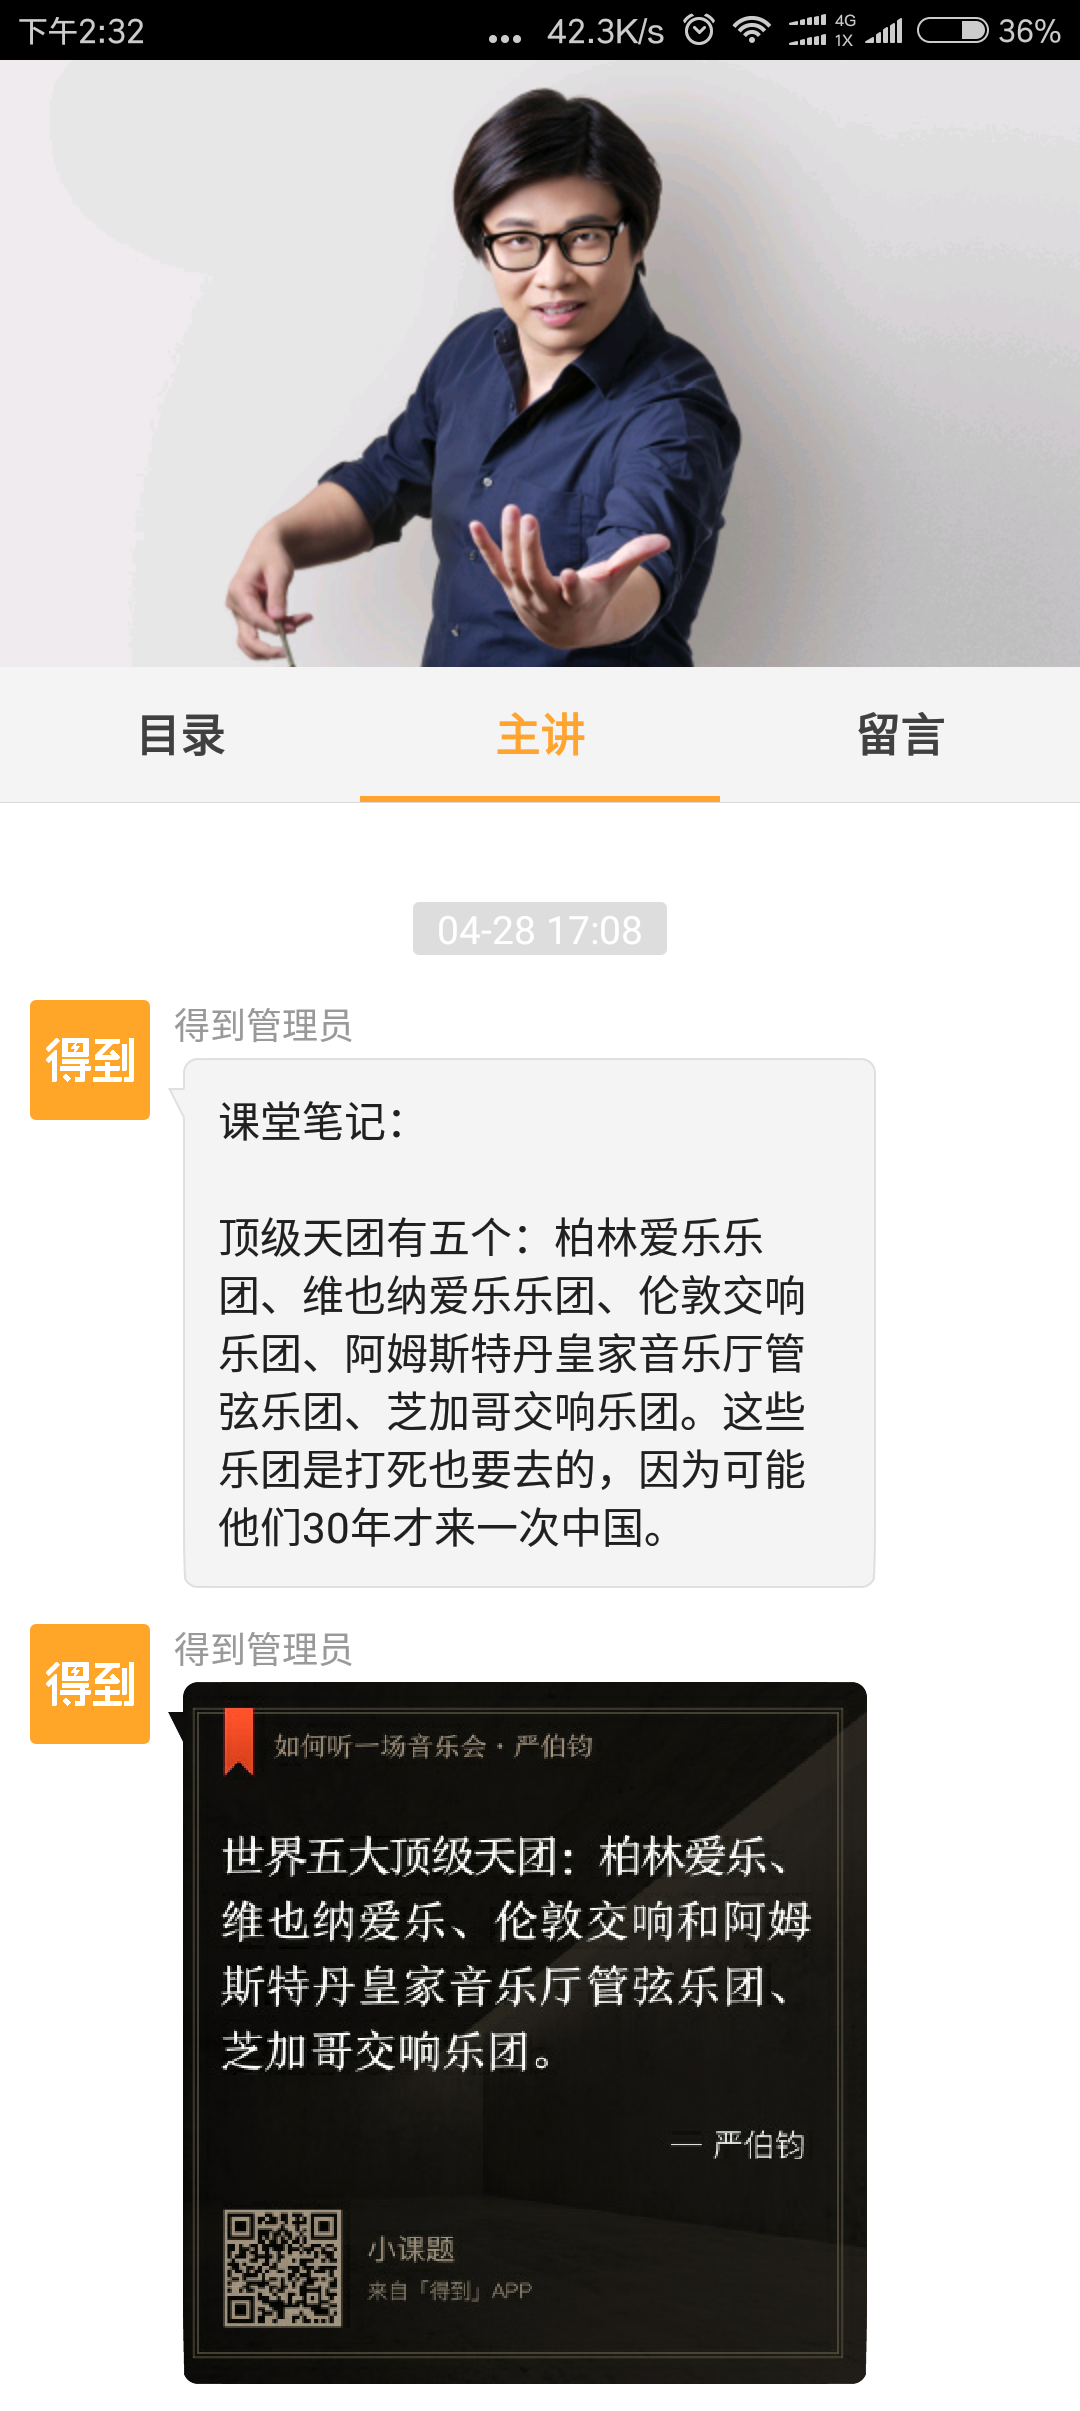 下午2:32
... 42.3K/s 4G 1X 36%
目录 主讲 留言
04-28 17:08
得到
得到管理员
课堂笔记：
顶级天团有五个：柏林爱乐乐
团、维也纳爱乐乐团、伦敦交响
乐团、阿姆斯特丹皇家音乐厅管
弦乐团、芝加哥交响乐团。这些
乐团是打死也要去的，因为可能
他们30年才来一次中国。
得到
得到管理员
如何听一场音乐会·严伯钧
世界五大顶级天团：柏林爱乐、
维也纳爱乐、伦敦交响和阿姆
斯特丹皇家音乐厅管弦乐团、
芝加哥交响乐团。
— 严伯钧
小课题
来自「得到」APP